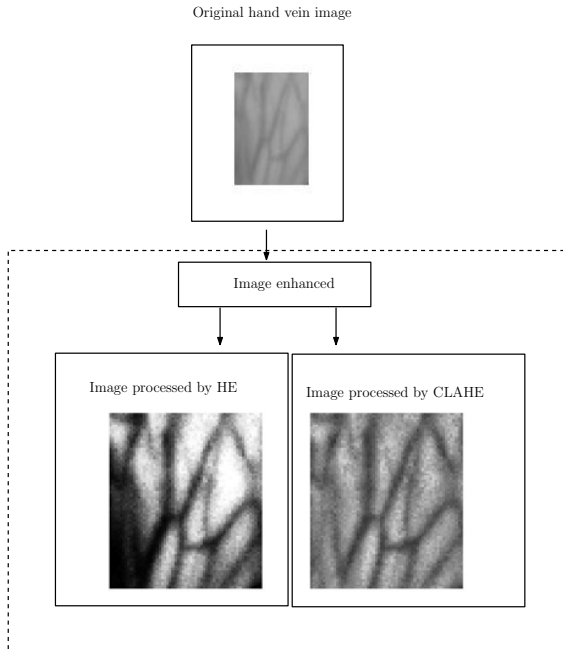 Original hand vein image
Image enhanced
Image processed by HE
Image processed by CLAHE